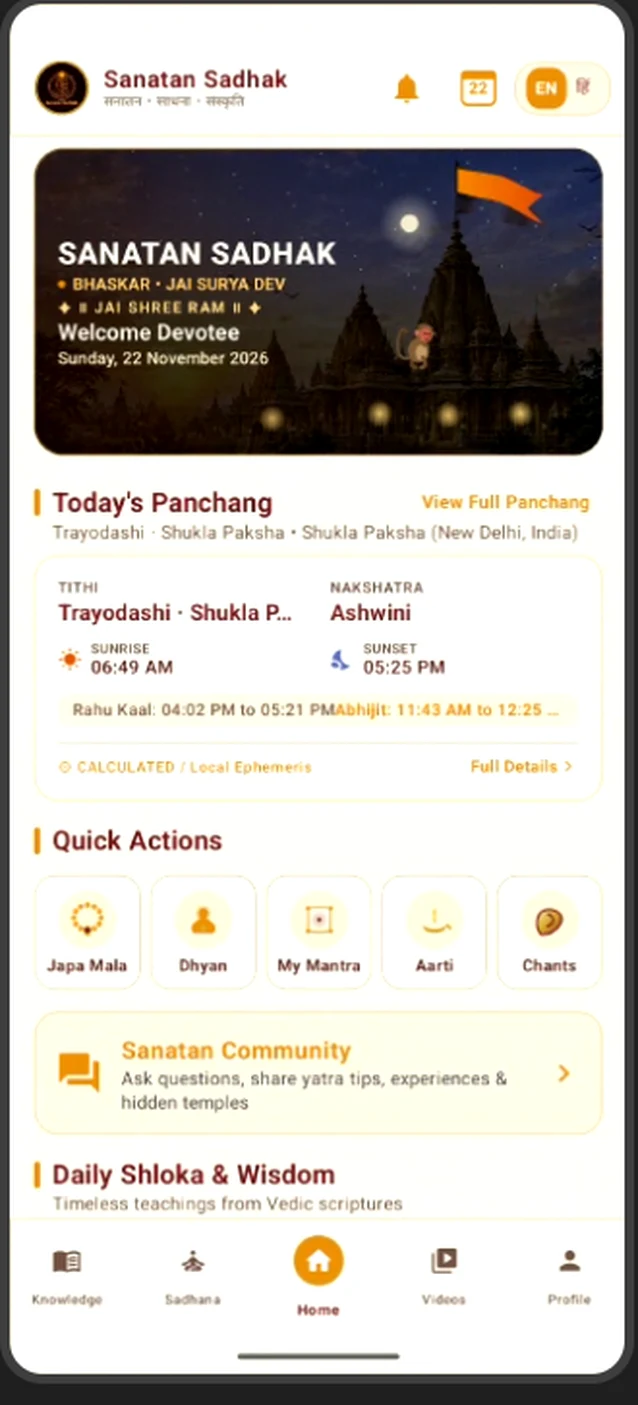 Sanatan Sadhak
सनातन • साधना • संस्कृति
22
EN
हिं
SANATAN SADHAK
• BHASKAR • JAI SURYA DEV
✦ ॥ JAI SHREE RAM ॥ ✦
Welcome Devotee
Sunday, 22 November 2026
Today's Panchang
View Full Panchang
Trayodashi · Shukla Paksha • Shukla Paksha (New Delhi, India)
TITHI
Trayodashi · Shukla P...
NAKSHATRA
Ashwini
SUNRISE
06:49 AM
SUNSET
05:25 PM
Rahu Kaal: 04:02 PM to 05:21 PM
Abhijit: 11:43 AM to 12:25 ...
CALCULATED / Local Ephemeris
Full Details >
Quick Actions
Japa Mala
Dhyan
My Mantra
Aarti
Chants
Sanatan Community
Ask questions, share yatra tips, experiences &
hidden temples
Daily Shloka & Wisdom
Timeless teachings from Vedic scriptures
Knowledge
Sadhana
Home
Videos
Profile